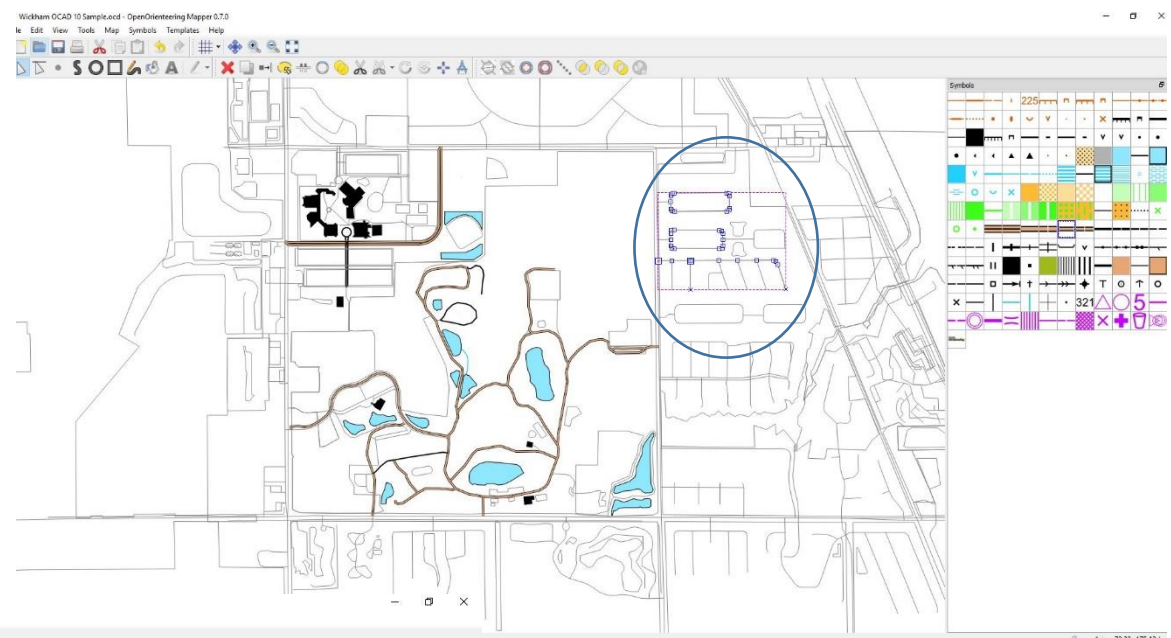 Wickham OCAD 10 Sample.ocd - OpenOrienteering Mapper 0.7.0
Edit View Tools Map Symbols Templates Help
Symbols
225
321
5